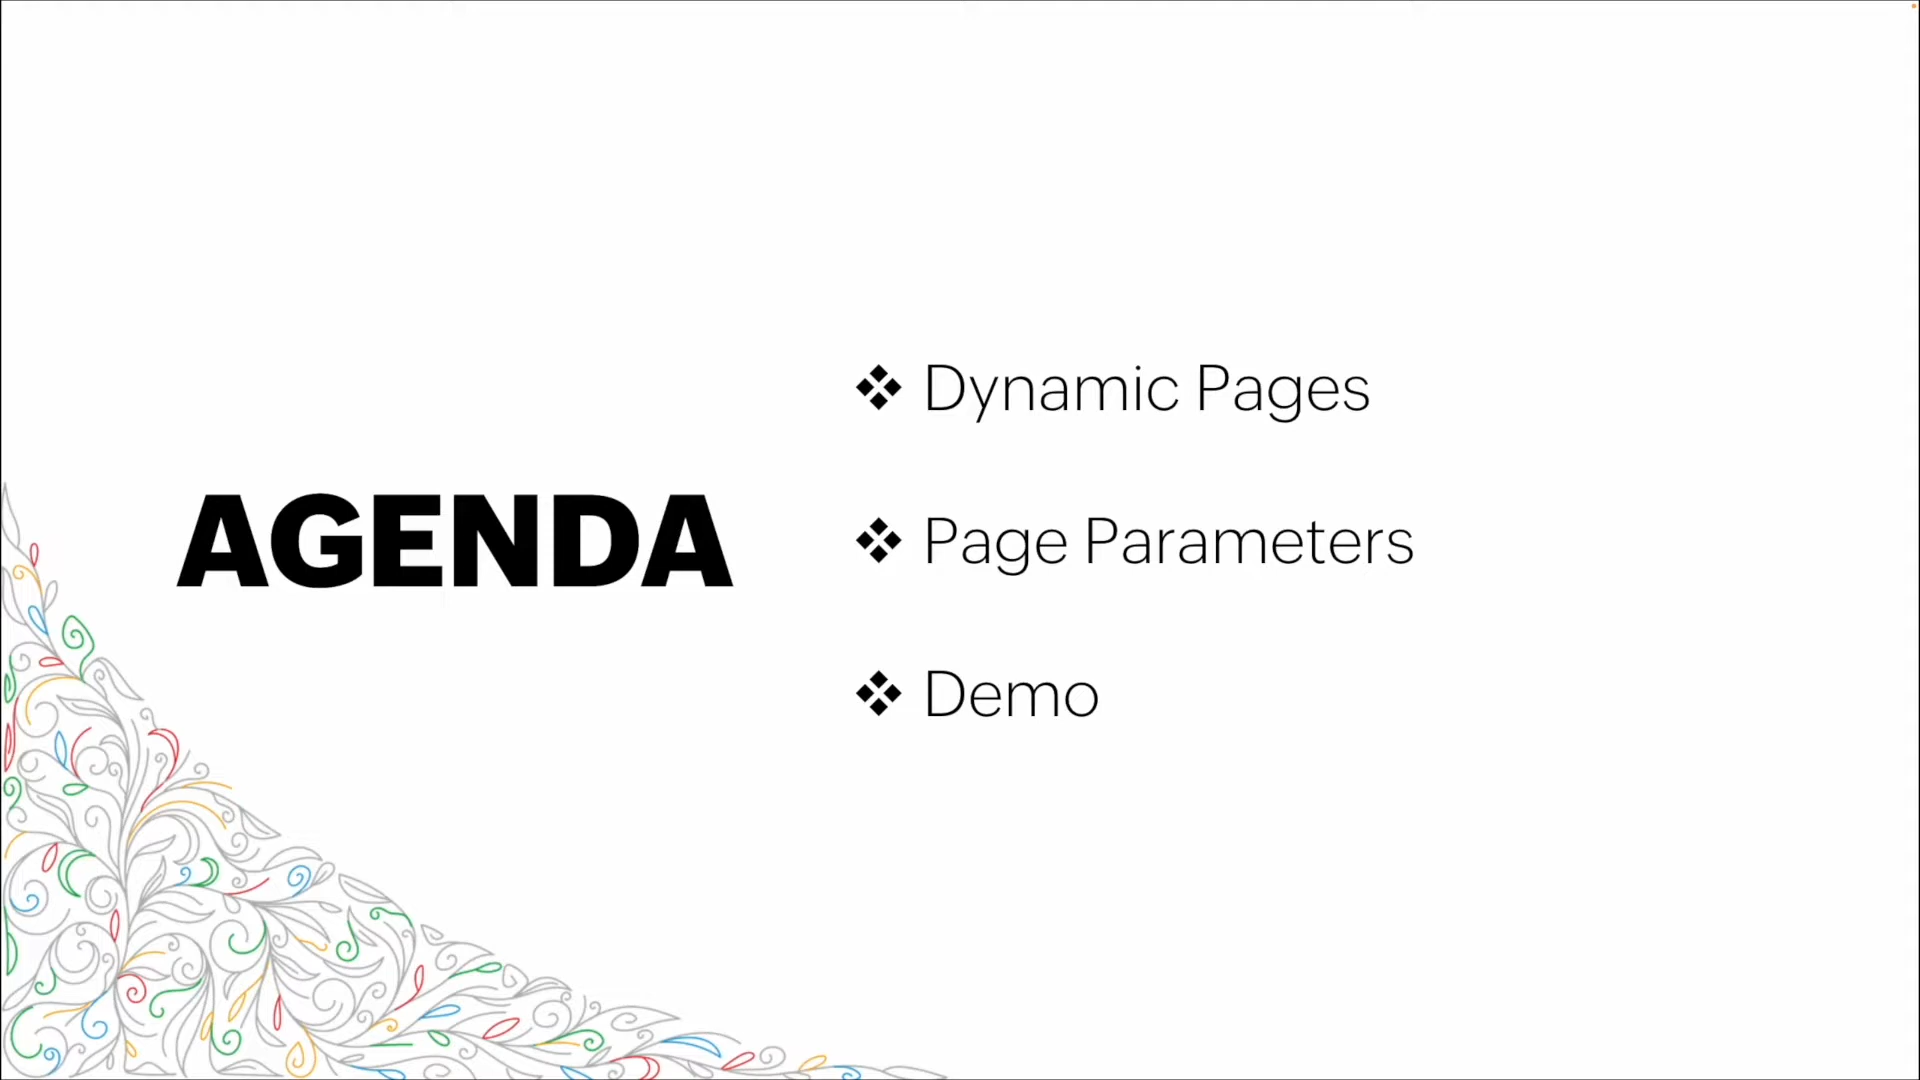 AGENDA
❖ Dynamic Pages
❖ Page Parameters
❖ Demo